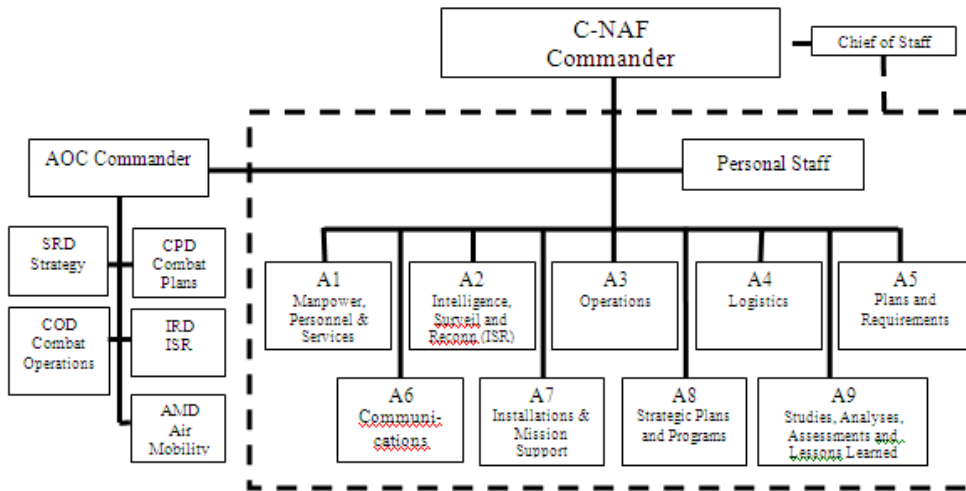 C-NAF
Commander
Chief of Staff
AOC Commander
Personal Staff
SRD
Strategy
CPD
Combat
Plans
COD
Combat
Operations
IRD
ISR
AMD
Air
Mobility
A1
Manpower,
Personnel &
Services
A2
Intelligence,
Surveil and
Reconn (ISR)
A3
Operations
A4
Logistics
A5
Plans and
Requirements
A6
Communi-
cations
A7
Installations &
Mission
Support
A8
Strategic Plans
and Programs
A9
Studies, Analyses,
Assessments and
Lessons Learned